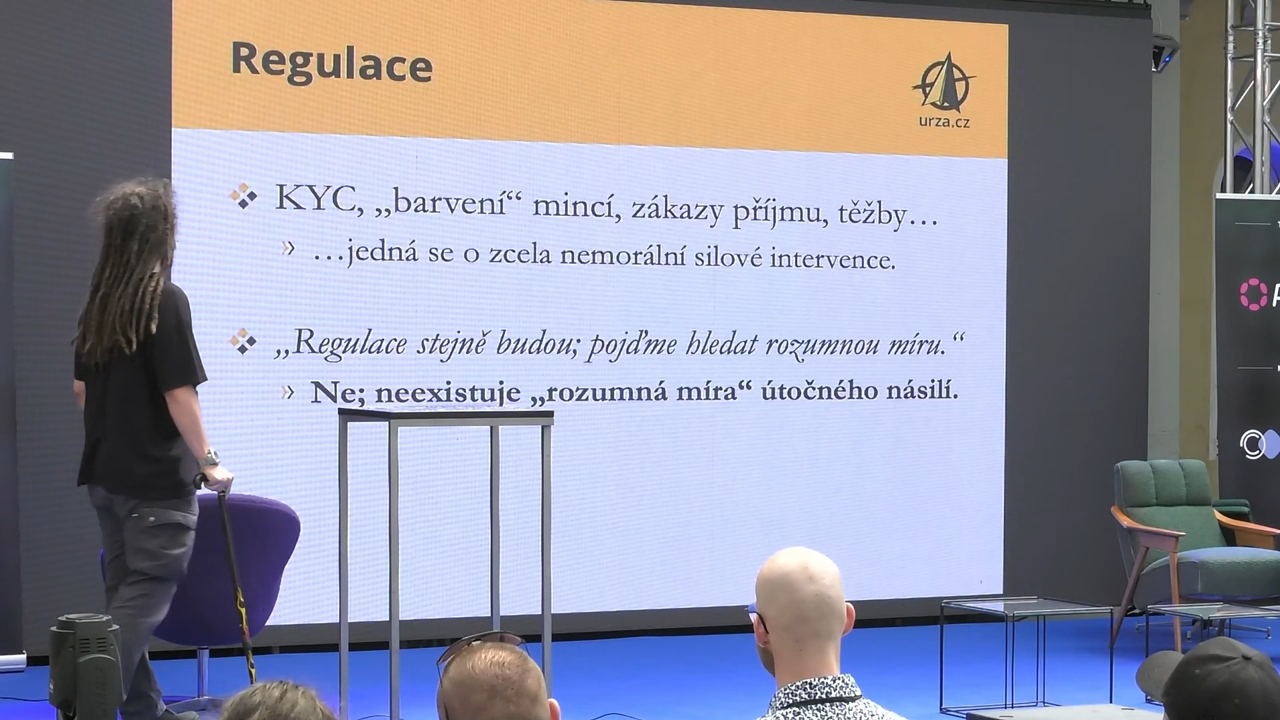 Regulace
urza.cz
KYC, „barvení“ mincí, zákazy příjmu, těžby…
…jedná se o zcela nemorální silové intervence.
„Regulace stejně budou; pojďme hledat rozumnou míru.“
Ne; neexistuje „rozumná míra“ útočného násilí.